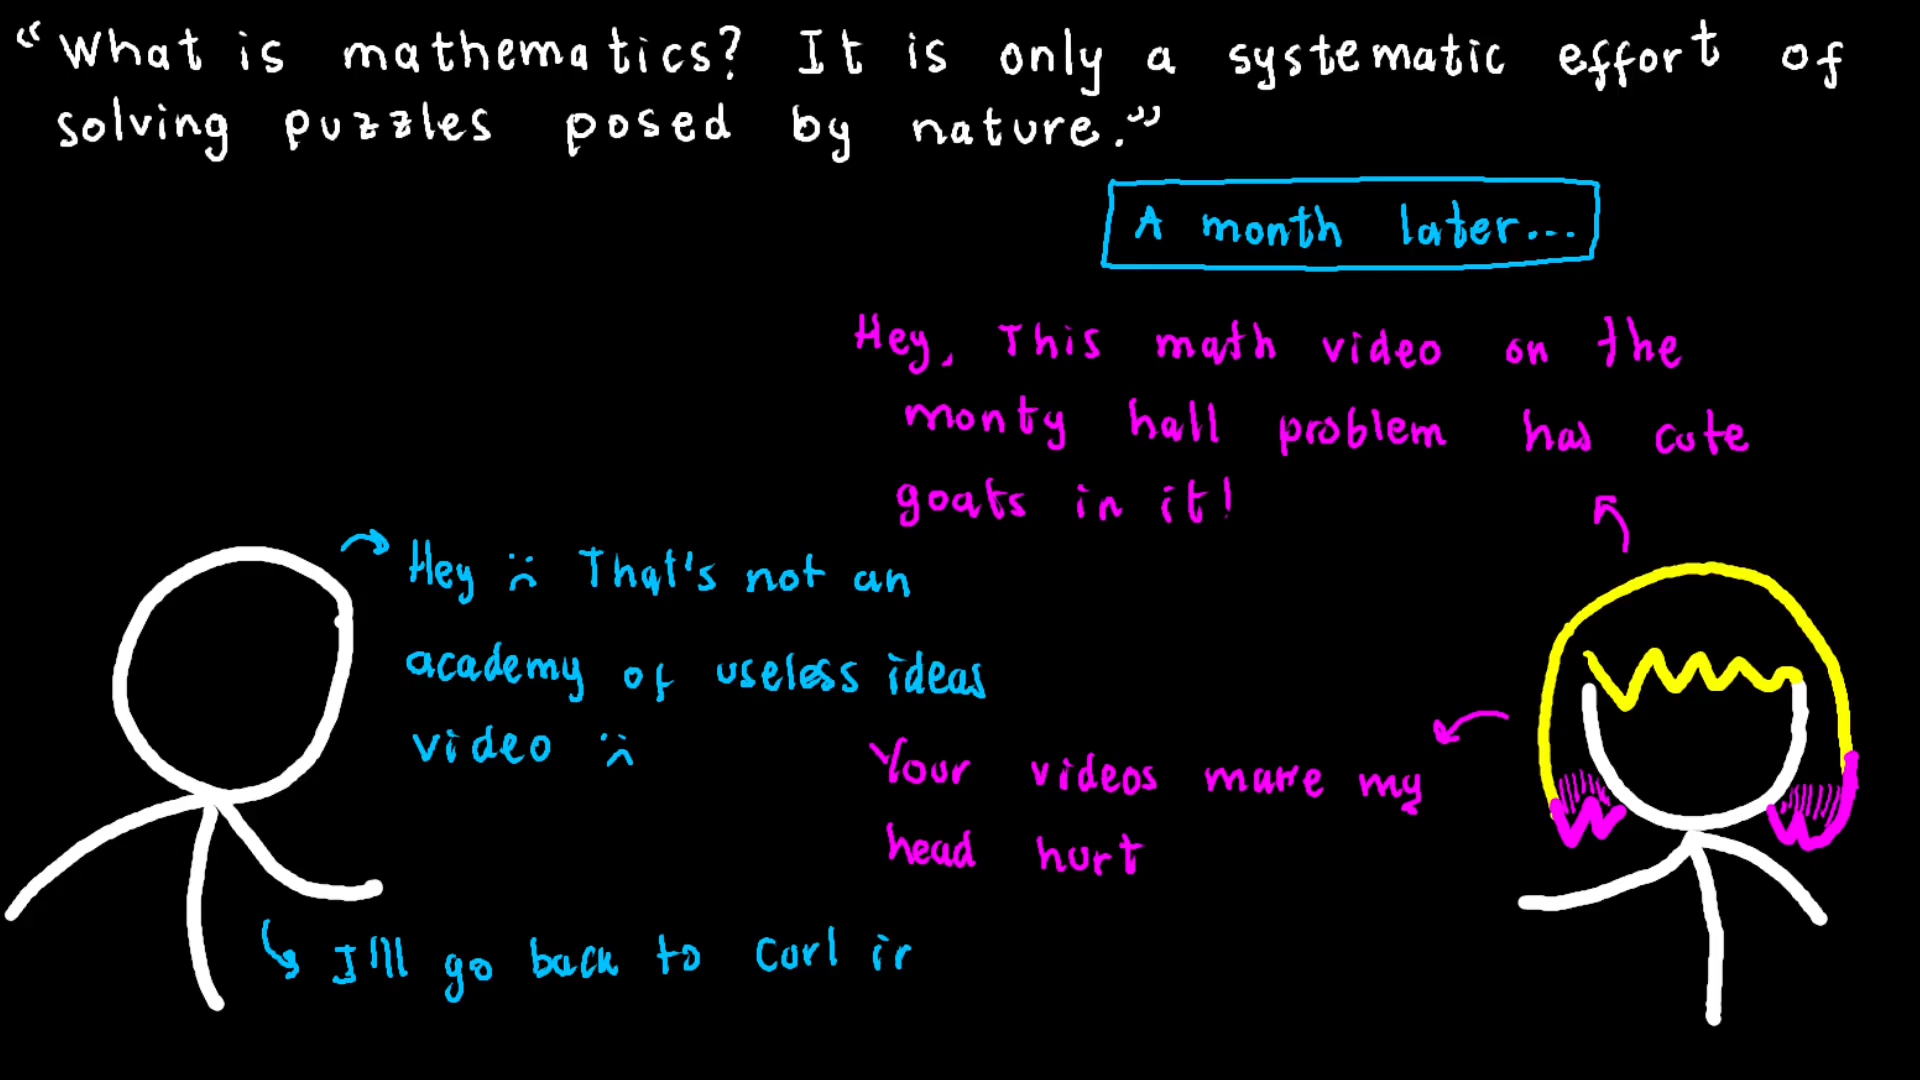 “What is mathematics? It is only a systematic effort of
solving puzzles posed by nature.”
A month later...
Hey, This math video on the
monty hall problem has cute
goats in it!
Hey :( That's not an
academy of useless ideas
video :(
Your videos make my
head hurt
I'll go back to Curl ir